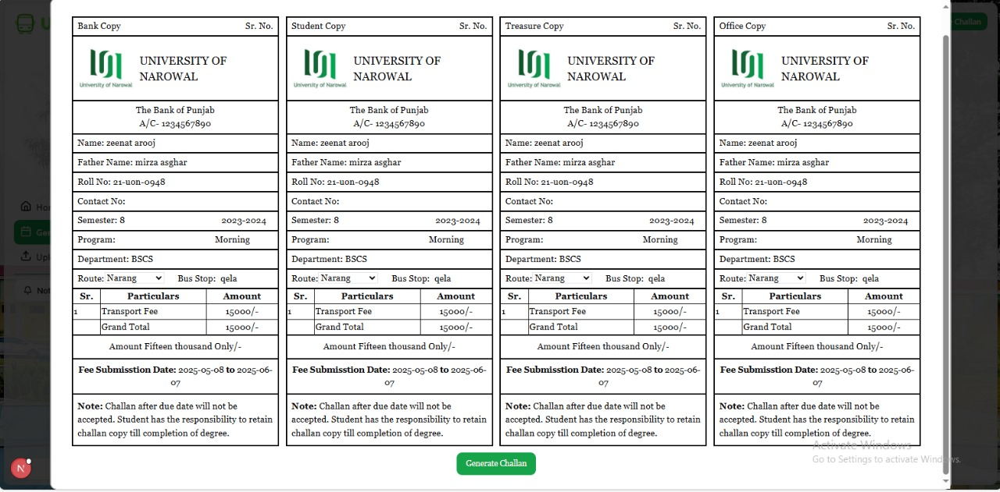 Bank Copy Sr. No.
University of Narowal
UNIVERSITY OF
NAROWAL
The Bank of Punjab
A/C- 1234567890
Name: zeenat arooj
Father Name: mirza asghar
Roll No: 21-uon-0948
Contact No:
Semester: 8 2023-2024
Program: Morning
Department: BSCS
Route: Narang Bus Stop: qela
Sr. Particulars Amount
1 Transport Fee 15000/-
Grand Total 15000/-
Amount Fifteen thousand Only/-
Fee Submisstion Date: 2025-05-08 to 2025-06-
07
Note: Challan after due date will not be
accepted. Student has the responsibility to retain
challan copy till completion of degree.
Student Copy Sr. No.
University of Narowal
UNIVERSITY OF
NAROWAL
The Bank of Punjab
A/C- 1234567890
Name: zeenat arooj
Father Name: mirza asghar
Roll No: 21-uon-0948
Contact No:
Semester: 8 2023-2024
Program: Morning
Department: BSCS
Route: Narang Bus Stop: qela
Sr. Particulars Amount
1 Transport Fee 15000/-
Grand Total 15000/-
Amount Fifteen thousand Only/-
Fee Submisstion Date: 2025-05-08 to 2025-06-
07
Note: Challan after due date will not be
accepted. Student has the responsibility to retain
challan copy till completion of degree.
Treasure Copy Sr. No.
University of Narowal
UNIVERSITY OF
NAROWAL
The Bank of Punjab
A/C- 1234567890
Name: zeenat arooj
Father Name: mirza asghar
Roll No: 21-uon-0948
Contact No:
Semester: 8 2023-2024
Program: Morning
Department: BSCS
Route: Narang Bus Stop: qela
Sr. Particulars Amount
1 Transport Fee 15000/-
Grand Total 15000/-
Amount Fifteen thousand Only/-
Fee Submisstion Date: 2025-05-08 to 2025-06-
07
Note: Challan after due date will not be
accepted. Student has the responsibility to retain
challan copy till completion of degree.
Office Copy Sr. No.
University of Narowal
UNIVERSITY OF
NAROWAL
The Bank of Punjab
A/C- 1234567890
Name: zeenat arooj
Father Name: mirza asghar
Roll No: 21-uon-0948
Contact No:
Semester: 8 2023-2024
Program: Morning
Department: BSCS
Route: Narang Bus Stop: qela
Sr. Particulars Amount
1 Transport Fee 15000/-
Grand Total 15000/-
Amount Fifteen thousand Only/-
Fee Submisstion Date: 2025-05-08 to 2025-06-
07
Note: Challan after due date will not be
accepted. Student has the responsibility to retain
challan copy till completion of degree.
Generate Challan
Activate Windows
Go to Settings to activate Windows.
Challan
N